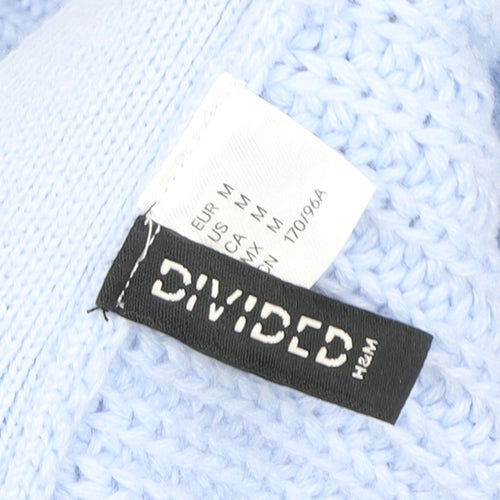 EUR M
US M
CA M
MX M
CN 170/96A
DIVIDED
H&M